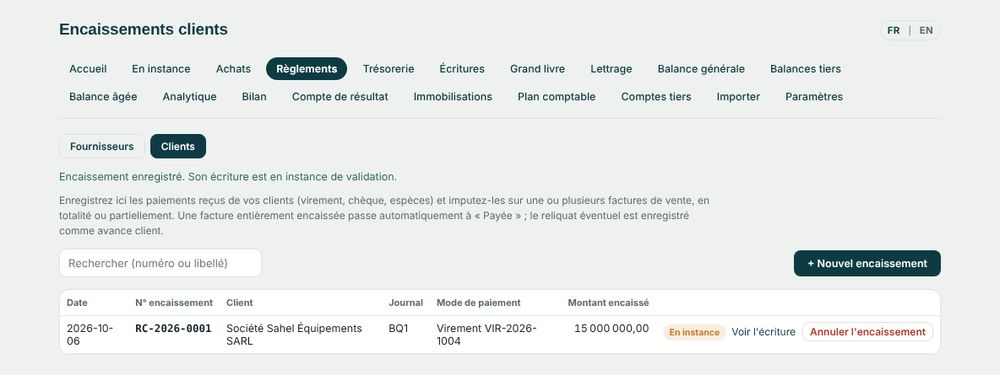 Encaissements clients
FR | EN
Accueil En instance Achats Règlements Trésorerie Écritures Grand livre Lettrage Balance générale Balances tiers
Balance âgée Analytique Bilan Compte de résultat Immobilisations Plan comptable Comptes tiers Importer Paramètres
Fournisseurs Clients
Encaissement enregistré. Son écriture est en instance de validation.
Enregistrez ici les paiements reçus de vos clients (virement, chèque, espèces) et imputez-les sur une ou plusieurs factures de vente, en
totalité ou partiellement. Une facture entièrement encaissée passe automatiquement à « Payée » ; le reliquat éventuel est enregistré
comme avance client.
Rechercher (numéro ou libellé)
+ Nouvel encaissement
Date N° encaissement Client Journal Mode de paiement Montant encaissé
2026-10- RC-2026-0001 Société Sahel Équipements BQ1 Virement VIR-2026- 15 000 000,00 En instance Voir l'écriture Annuler l'encaissement
06 SARL 1004